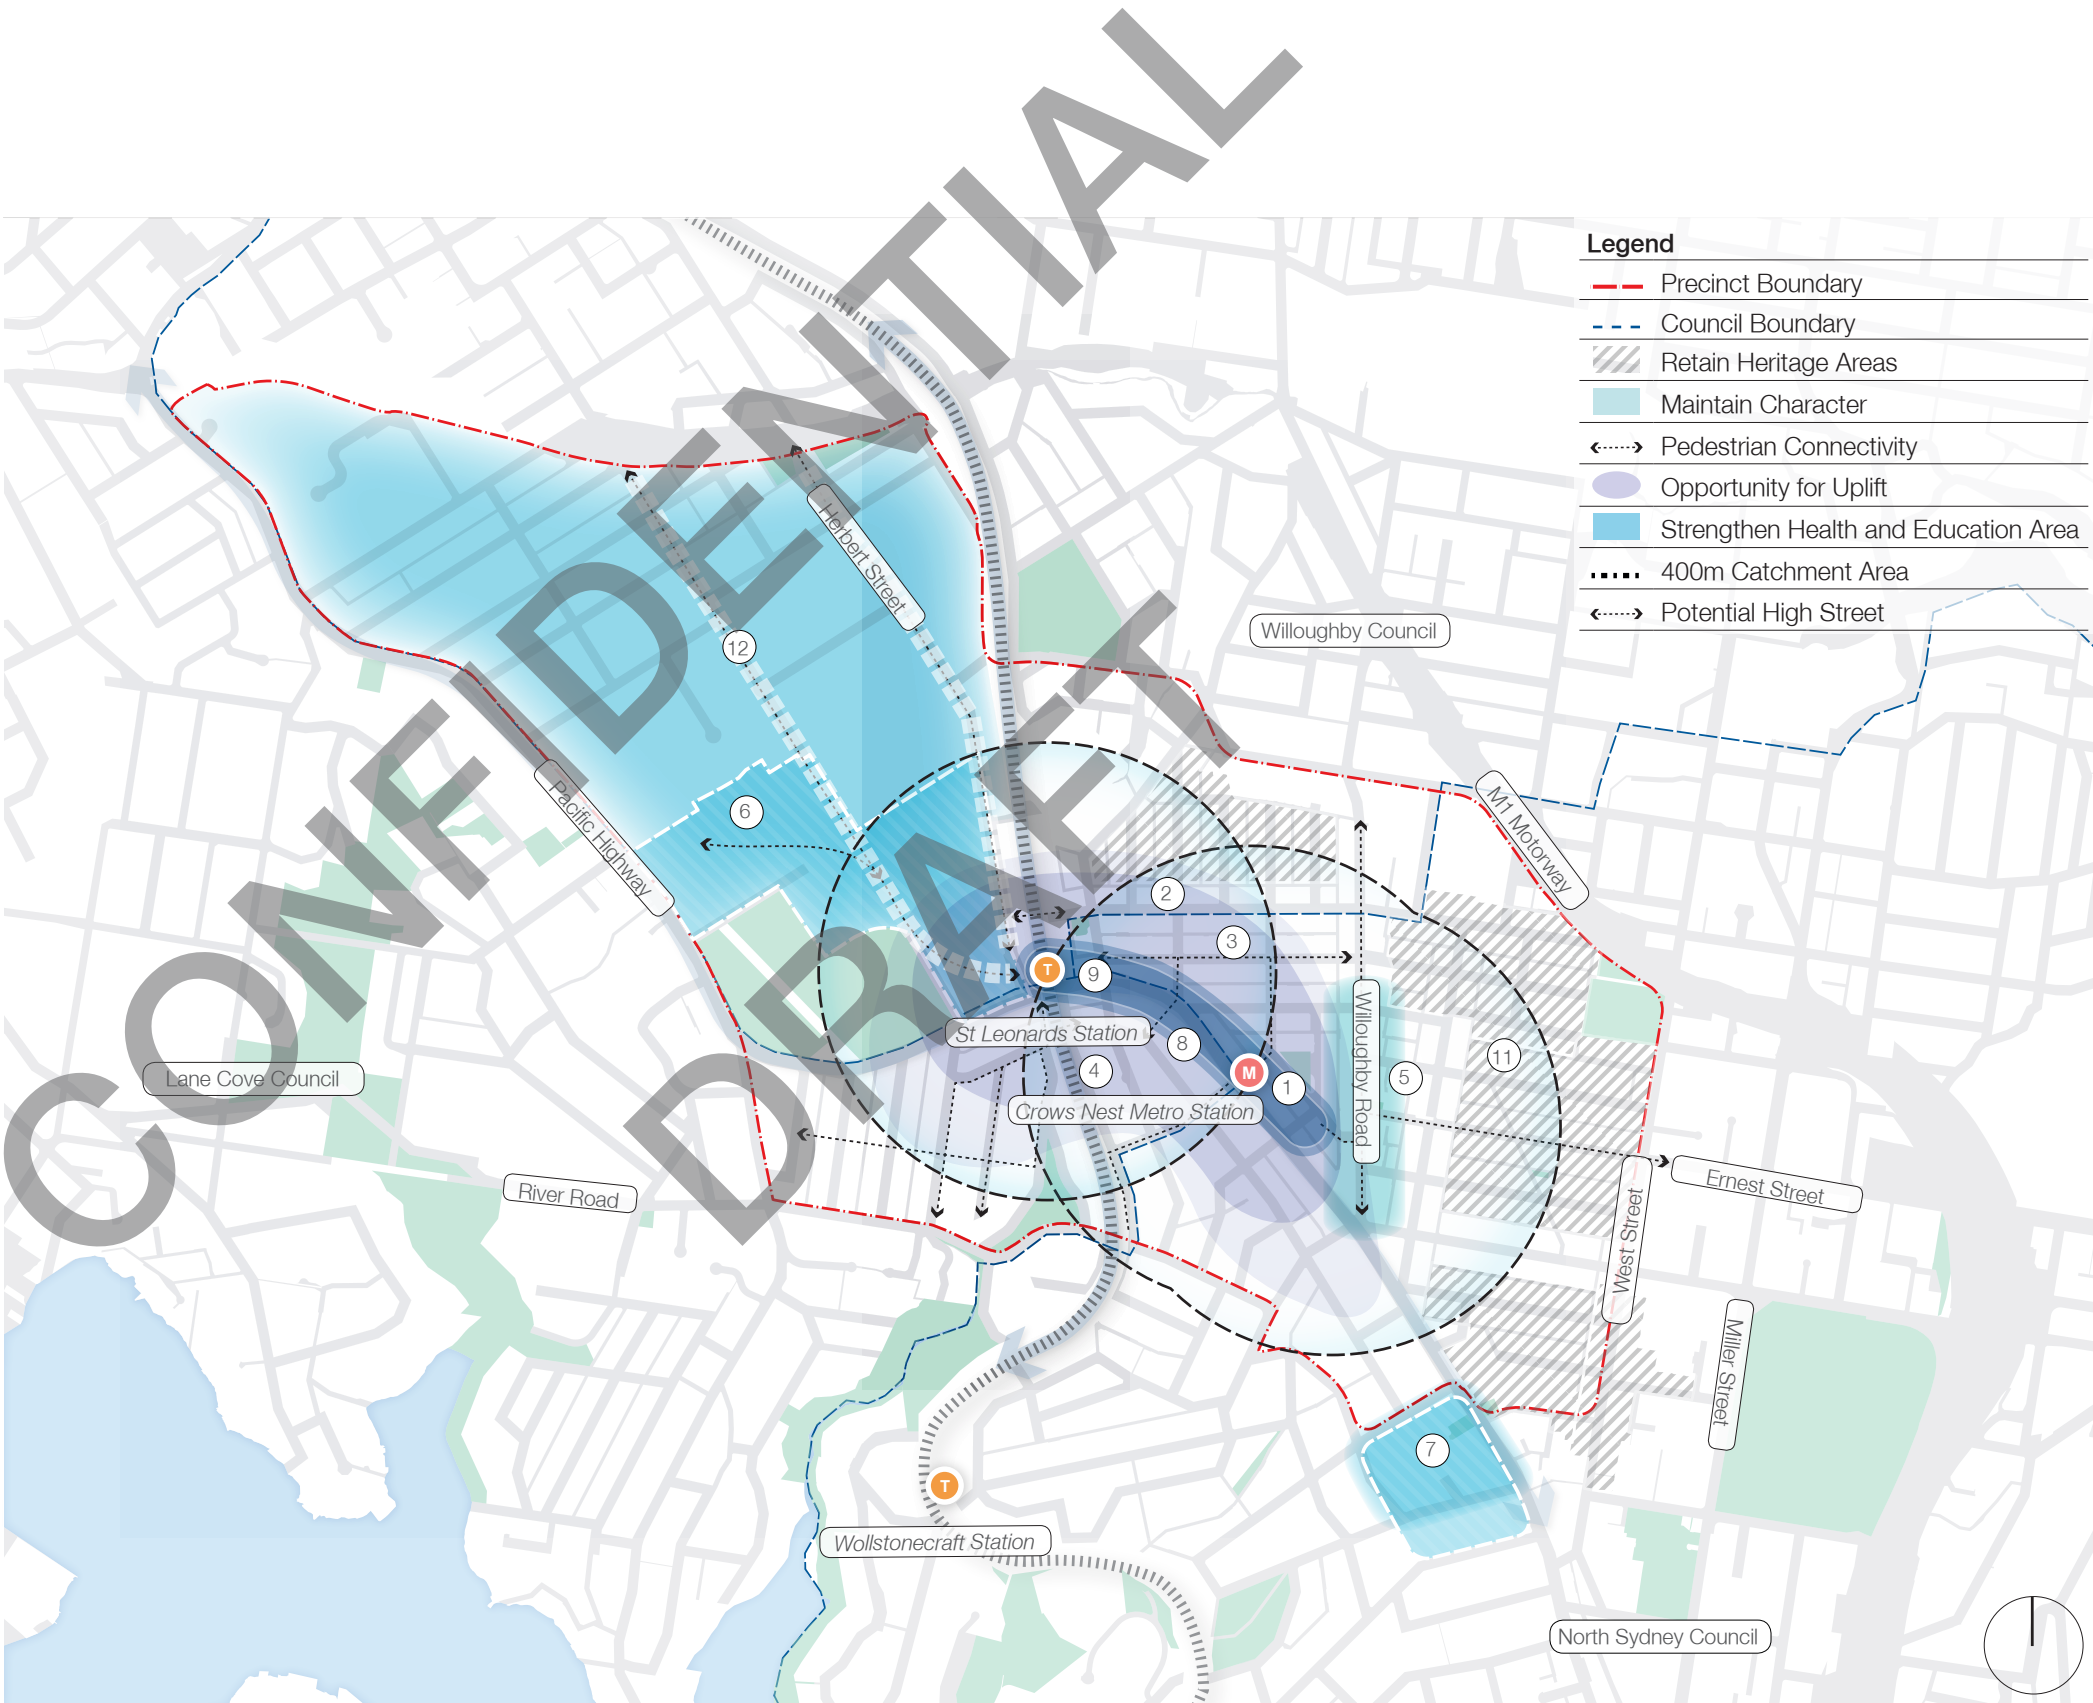 CONFIDENTIAL
DRAFT
Legend
Precinct Boundary
Council Boundary
Retain Heritage Areas
Maintain Character
Pedestrian Connectivity
Opportunity for Uplift
Strengthen Health and Education Area
400m Catchment Area
Potential High Street
Herbert Street
Willoughby Council
12
M1 Motorway
Pacific Highway
6
2
3
T
9
St Leonards Station
8
Willoughby Road
11
4
M
1
5
Lane Cove Council
Crows Nest Metro Station
River Road
Ernest Street
West Street
Miller Street
7
T
Wollstonecraft Station
North Sydney Council